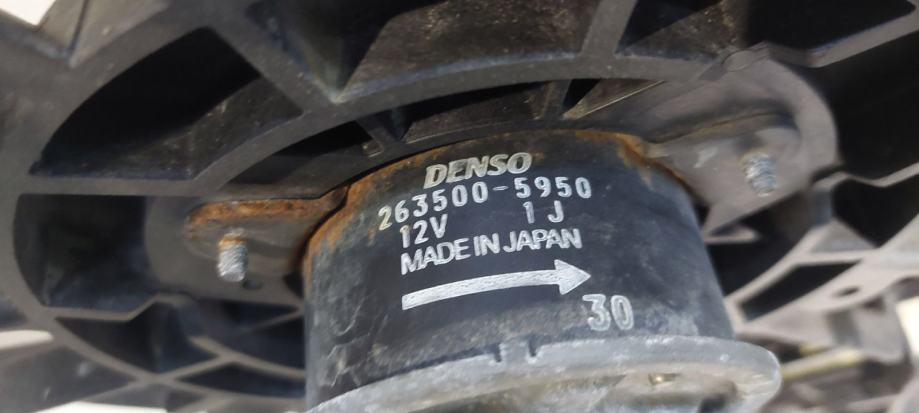 DENSO
263500-5950
12V 1J
MADE IN JAPAN
30